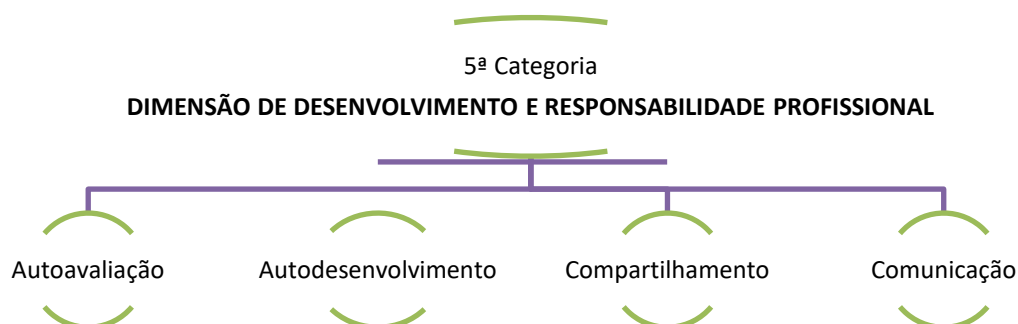 5ª Categoria
DIMENSÃO DE DESENVOLVIMENTO E RESPONSABILIDADE PROFISSIONAL
Autoavaliação
Autodesenvolvimento
Compartilhamento
Comunicação